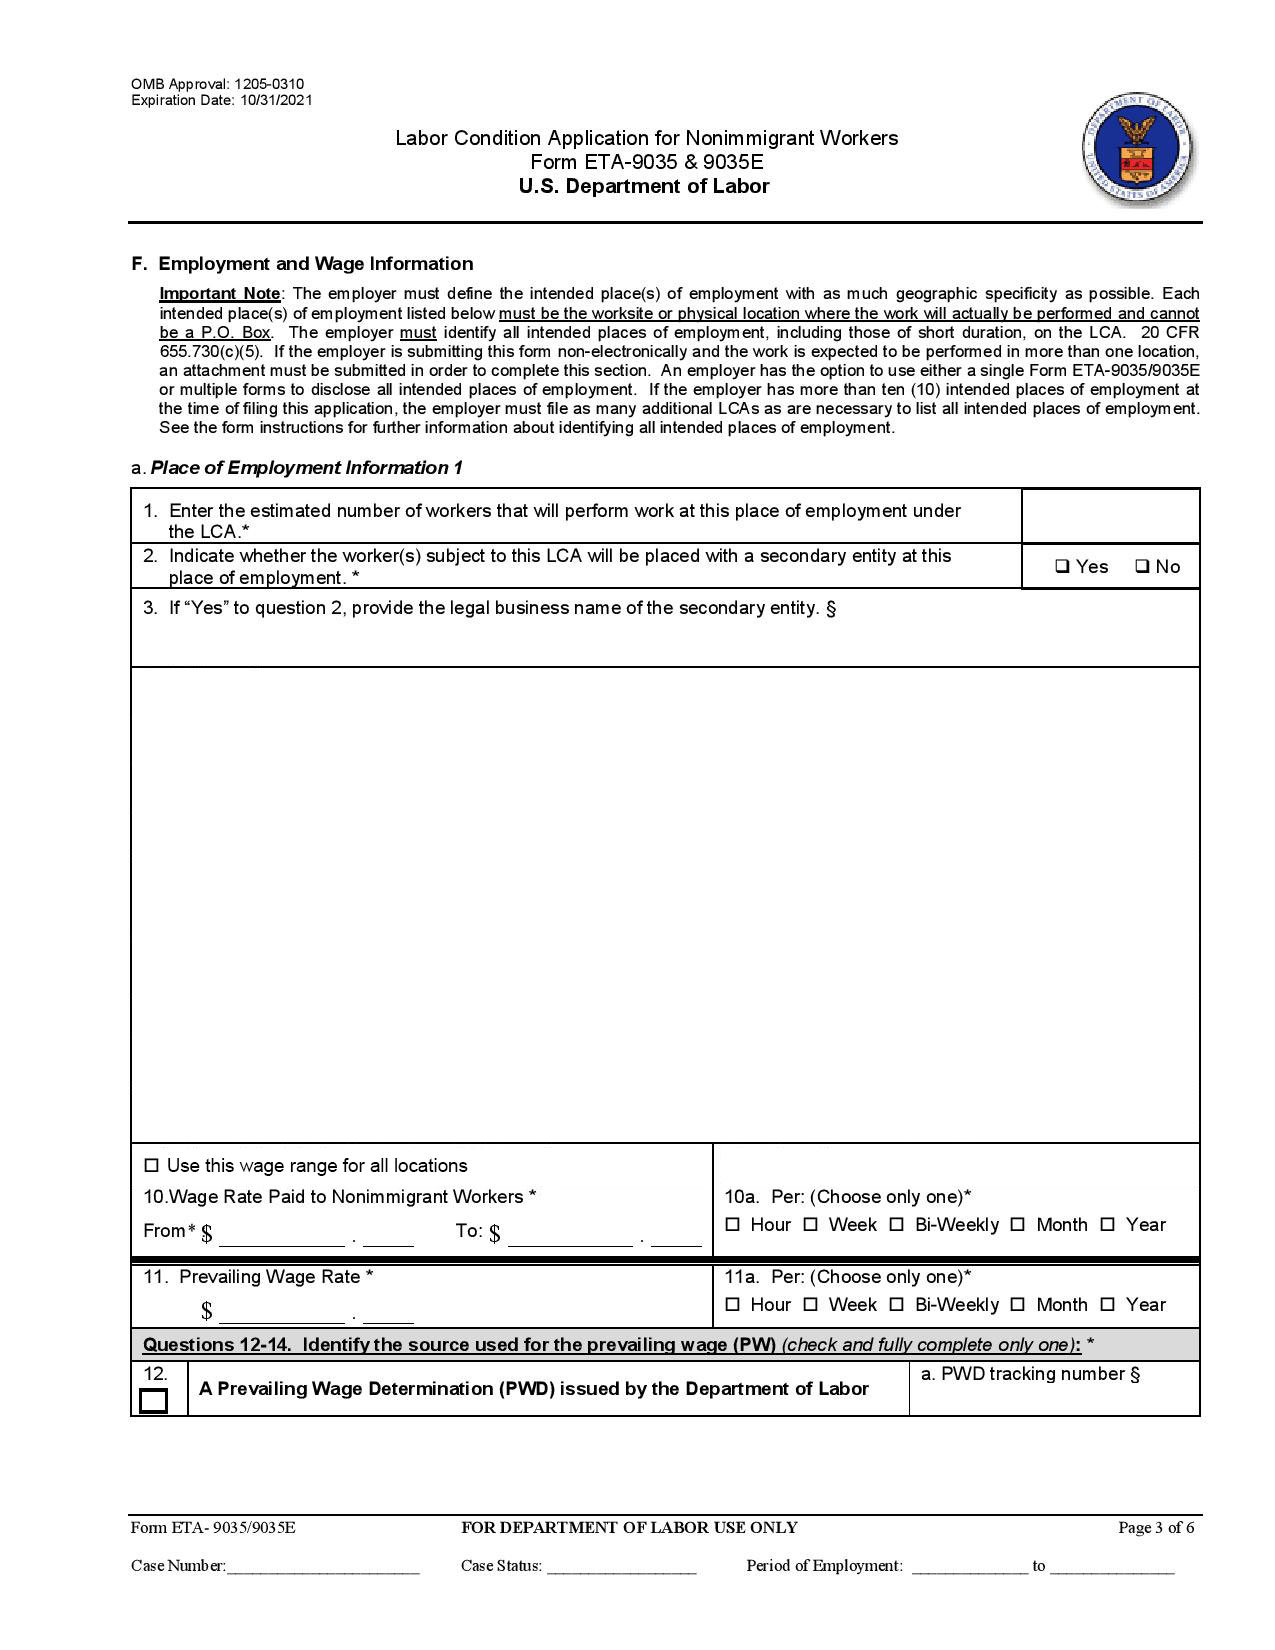 OMB Approval: 1205-0310
Expiration Date: 10/31/2021
Labor Condition Application for Nonimmigrant Workers
Form ETA-9035 & 9035E
U.S. Department of Labor
DEPARTMENT OF LABOR
UNITED STATES OF AMERICA
F. Employment and Wage Information
Important Note: The employer must define the intended place(s) of employment with as much geographic specificity as possible. Each
intended place(s) of employment listed below must be the worksite or physical location where the work will actually be performed and cannot
be a P.O. Box. The employer must identify all intended places of employment, including those of short duration, on the LCA. 20 CFR
655.730(c)(5). If the employer is submitting this form non-electronically and the work is expected to be performed in more than one location,
an attachment must be submitted in order to complete this section. An employer has the option to use either a single Form ETA-9035/9035E
or multiple forms to disclose all intended places of employment. If the employer has more than ten (10) intended places of employment at
the time of filing this application, the employer must file as many additional LCAs as are necessary to list all intended places of employment.
See the form instructions for further information about identifying all intended places of employment.
a. Place of Employment Information 1
1. Enter the estimated number of workers that will perform work at this place of employment under
the LCA.*
2. Indicate whether the worker(s) subject to this LCA will be placed with a secondary entity at this
place of employment. *
❑ Yes ❑ No
3. If “Yes” to question 2, provide the legal business name of the secondary entity. §
☐ Use this wage range for all locations
10.Wage Rate Paid to Nonimmigrant Workers *
From* $ ____________ . _____ To: $ ____________ . _____
10a. Per: (Choose only one)*
☐ Hour ☐ Week ☐ Bi-Weekly ☐ Month ☐ Year
11. Prevailing Wage Rate *
$ ____________ . _____
11a. Per: (Choose only one)*
☐ Hour ☐ Week ☐ Bi-Weekly ☐ Month ☐ Year
Questions 12-14. Identify the source used for the prevailing wage (PW) (check and fully complete only one): *
12.
☐
A Prevailing Wage Determination (PWD) issued by the Department of Labor
a. PWD tracking number §
Form ETA- 9035/9035E FOR DEPARTMENT OF LABOR USE ONLY Page 3 of 6
Case Number:_______________________ Case Status: __________________ Period of Employment: ______________ to _______________